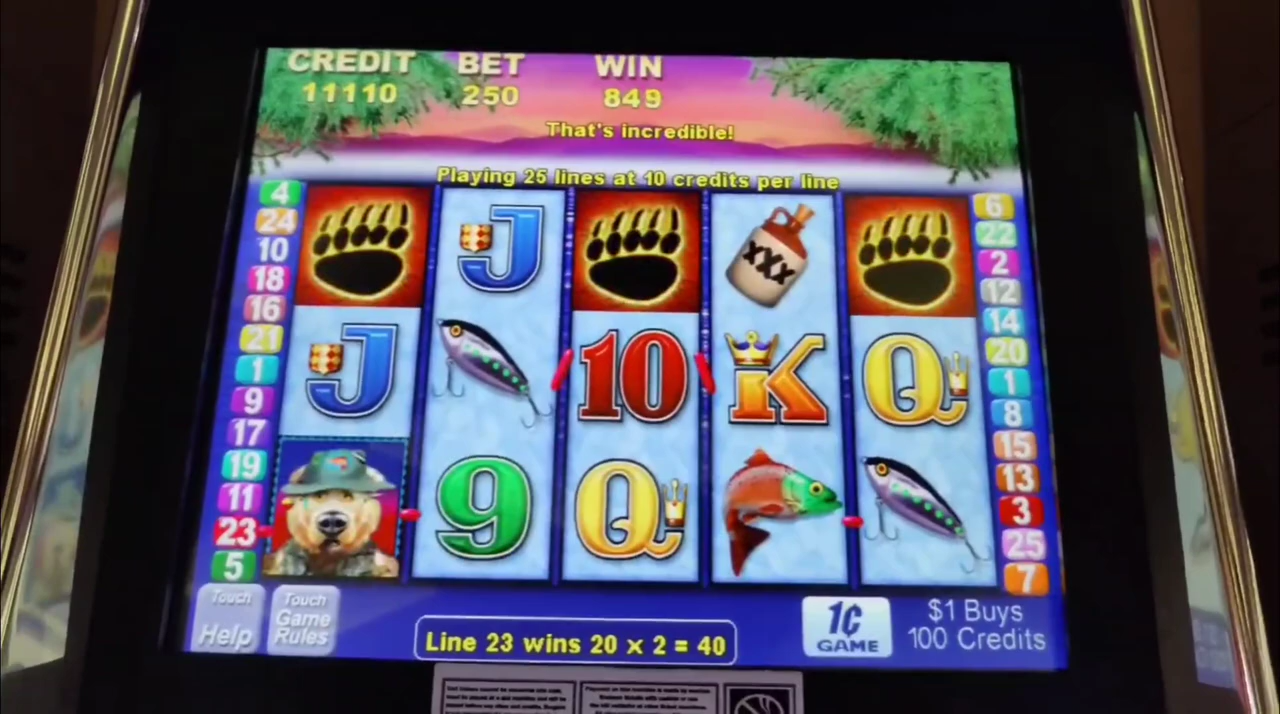 CREDIT BET WIN
11110 250 849
That's incredible!
Playing 25 lines at 10 credits per line
4 6
24 22
10 2
18 12
16 14
21 20
1 1
9 8
17 15
19 13
11 3
23 25
5 7
J XXX
J 10 K Q
9 Q
Touch Help
Touch Game Rules
Line 23 wins 20 x 2 = 40
1¢ GAME
$1 Buys
100 Credits